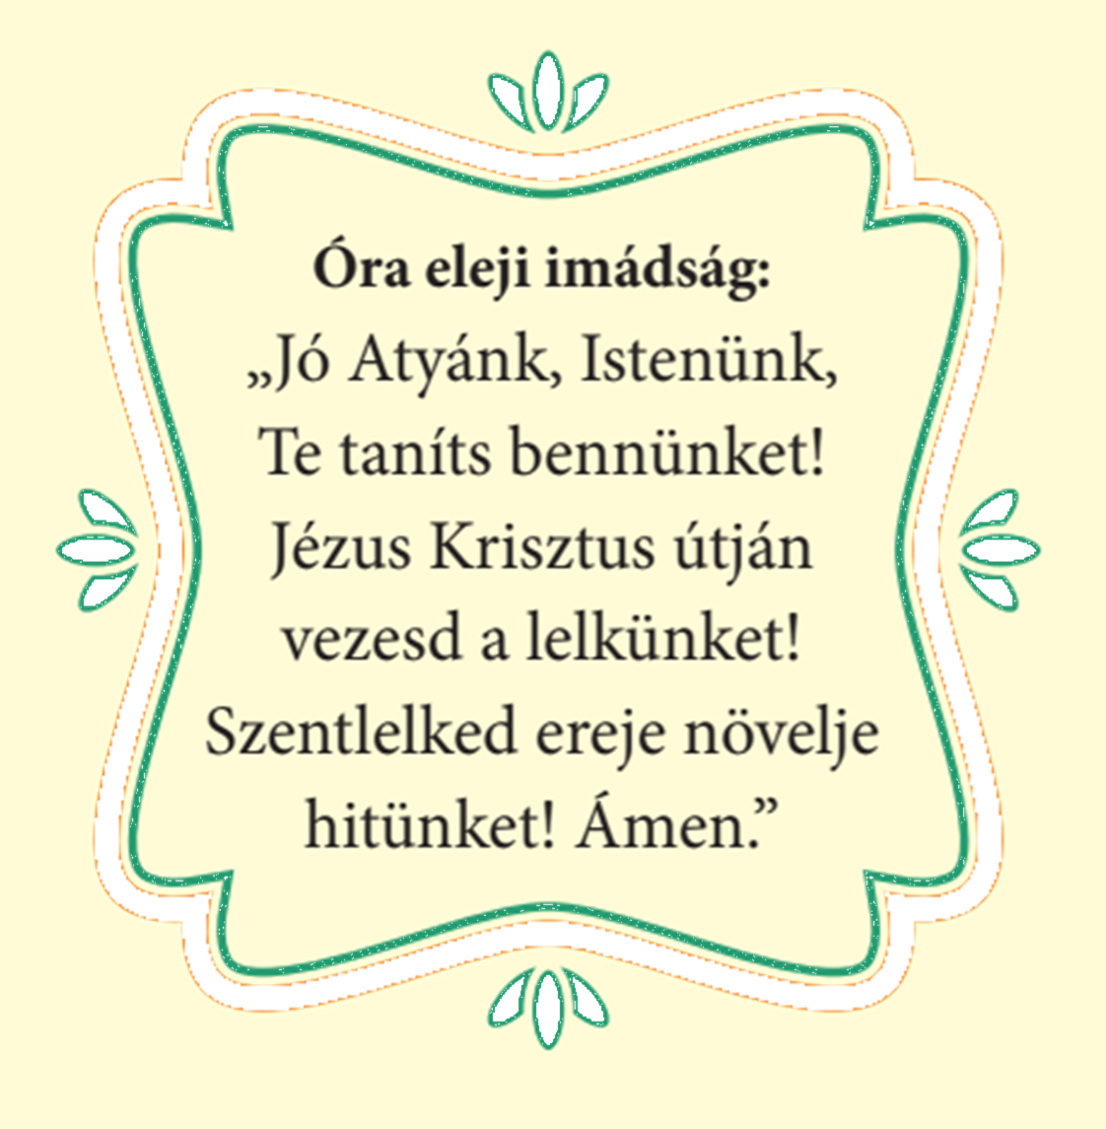 Óra eleji imádság:
„Jó Atyánk, Istenünk,
Te taníts bennünket!
Jézus Krisztus útján
vezesd a lelkünket!
Szentlelked ereje növelje
hitünket! Ámen.”